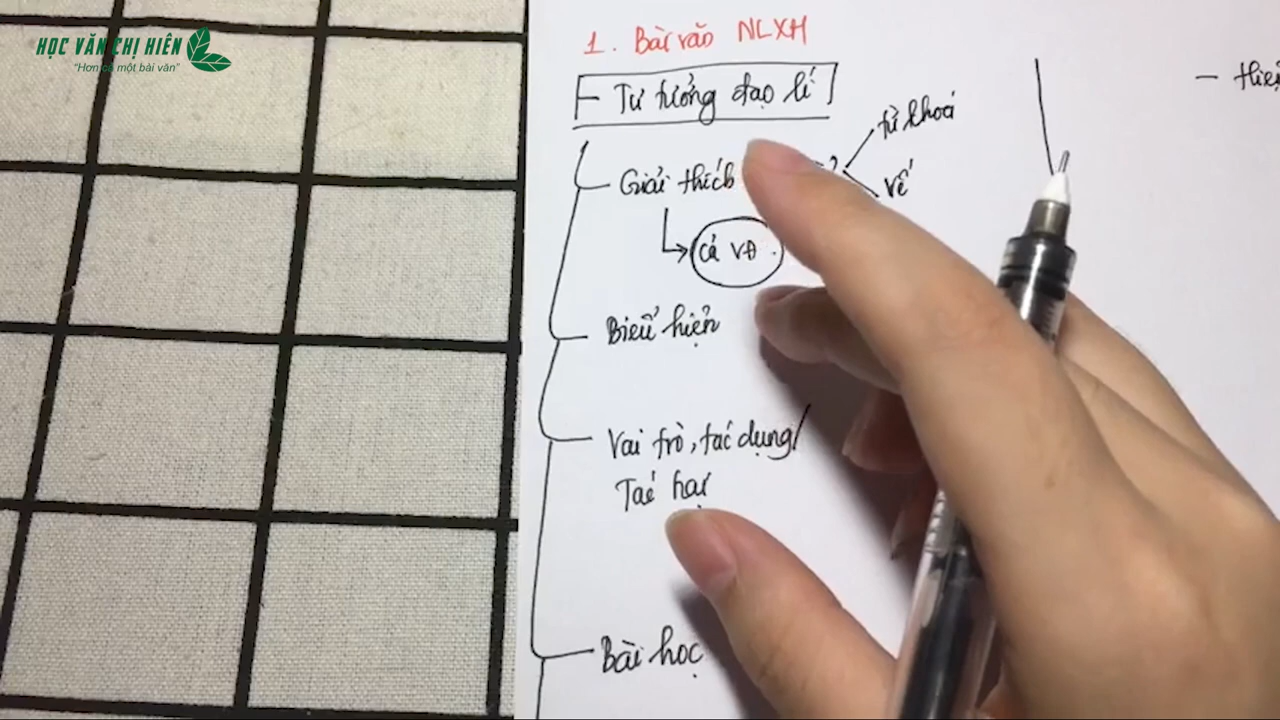 HỌC VĂN CHỊ HIÊN
"Hơn cả một bài văn"
1. Bài văn NLXH
- Tư tưởng đạo lí
Giải thích
từ khoá
vế
cả VĐ.
Biểu hiện
Vai trò, tác dụng/
Tác hại
Bài học